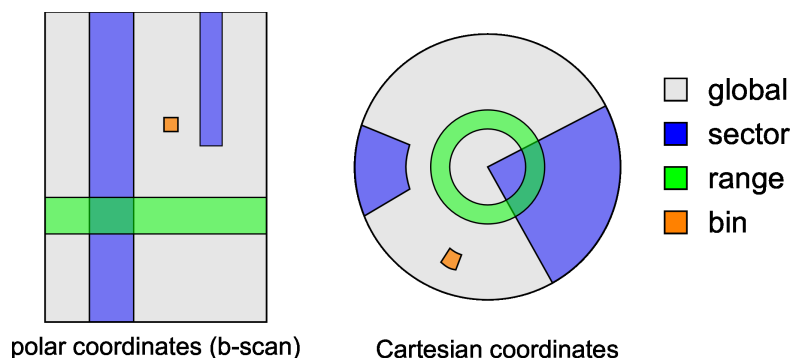 global
sector
range
bin
polar coordinates (b-scan)
Cartesian coordinates